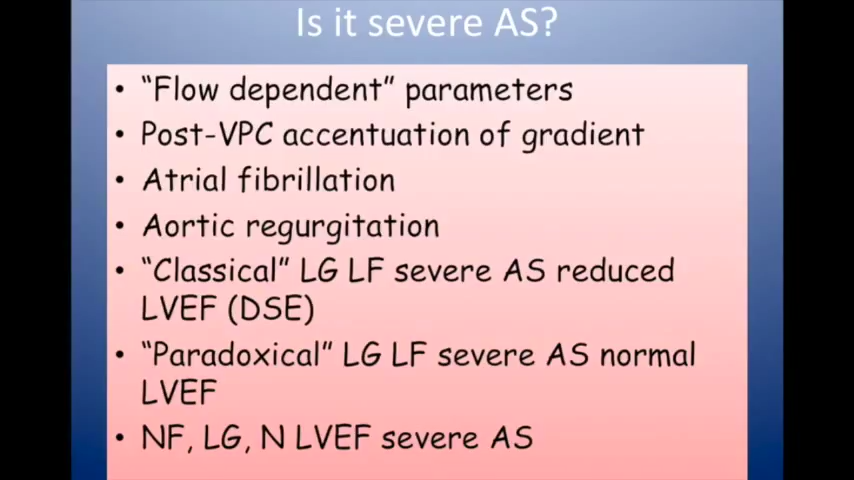 Is it severe AS?
• “Flow dependent” parameters
• Post-VPC accentuation of gradient
• Atrial fibrillation
• Aortic regurgitation
• “Classical” LG LF severe AS reduced
LVEF (DSE)
• “Paradoxical” LG LF severe AS normal
LVEF
• NF, LG, N LVEF severe AS